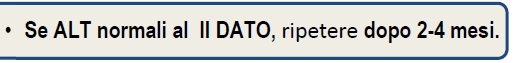 • Se ALT normali al II DATO, ripetere dopo 2-4 mesi.